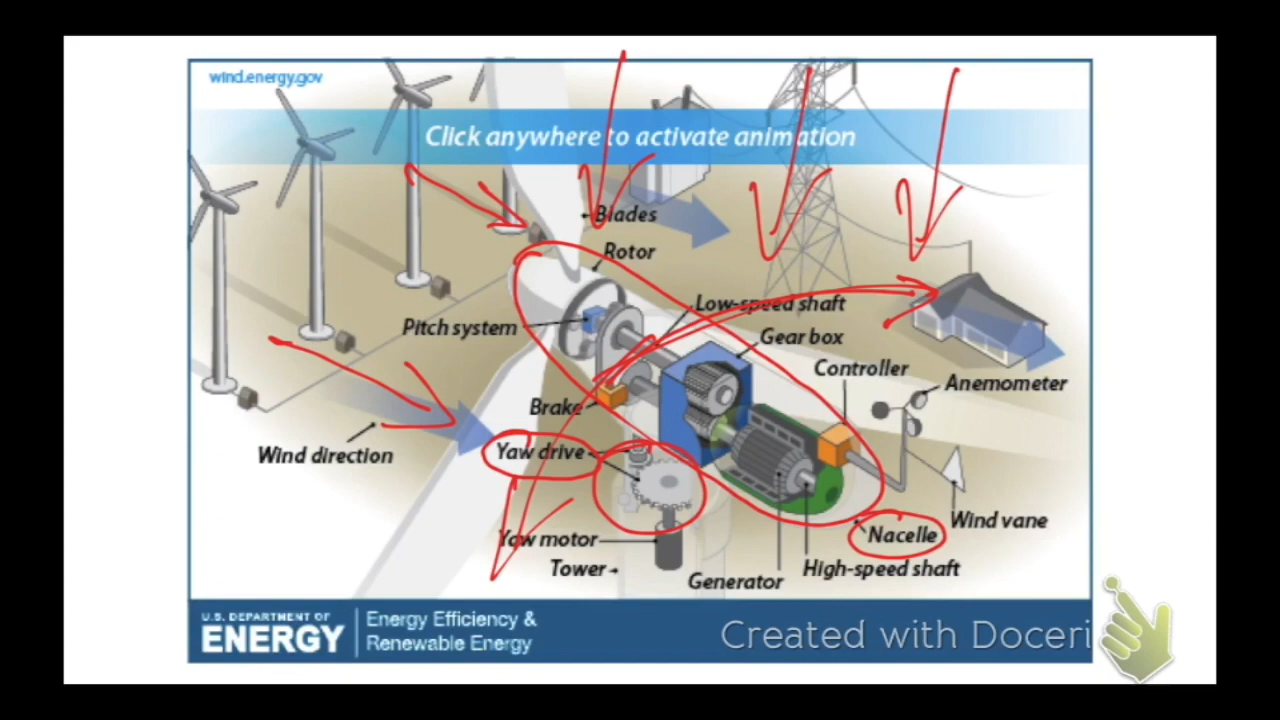 wind.energy.gov
Click anywhere to activate animation
Blades
Rotor
Low-speed shaft
Pitch system
Gear box
Controller
Anemometer
Brake
Yaw drive
Wind direction
Wind vane
Nacelle
Yaw motor
High-speed shaft
Tower
Generator
U.S. DEPARTMENT OF
ENERGY
Energy Efficiency &
Renewable Energy
Created with Doceri